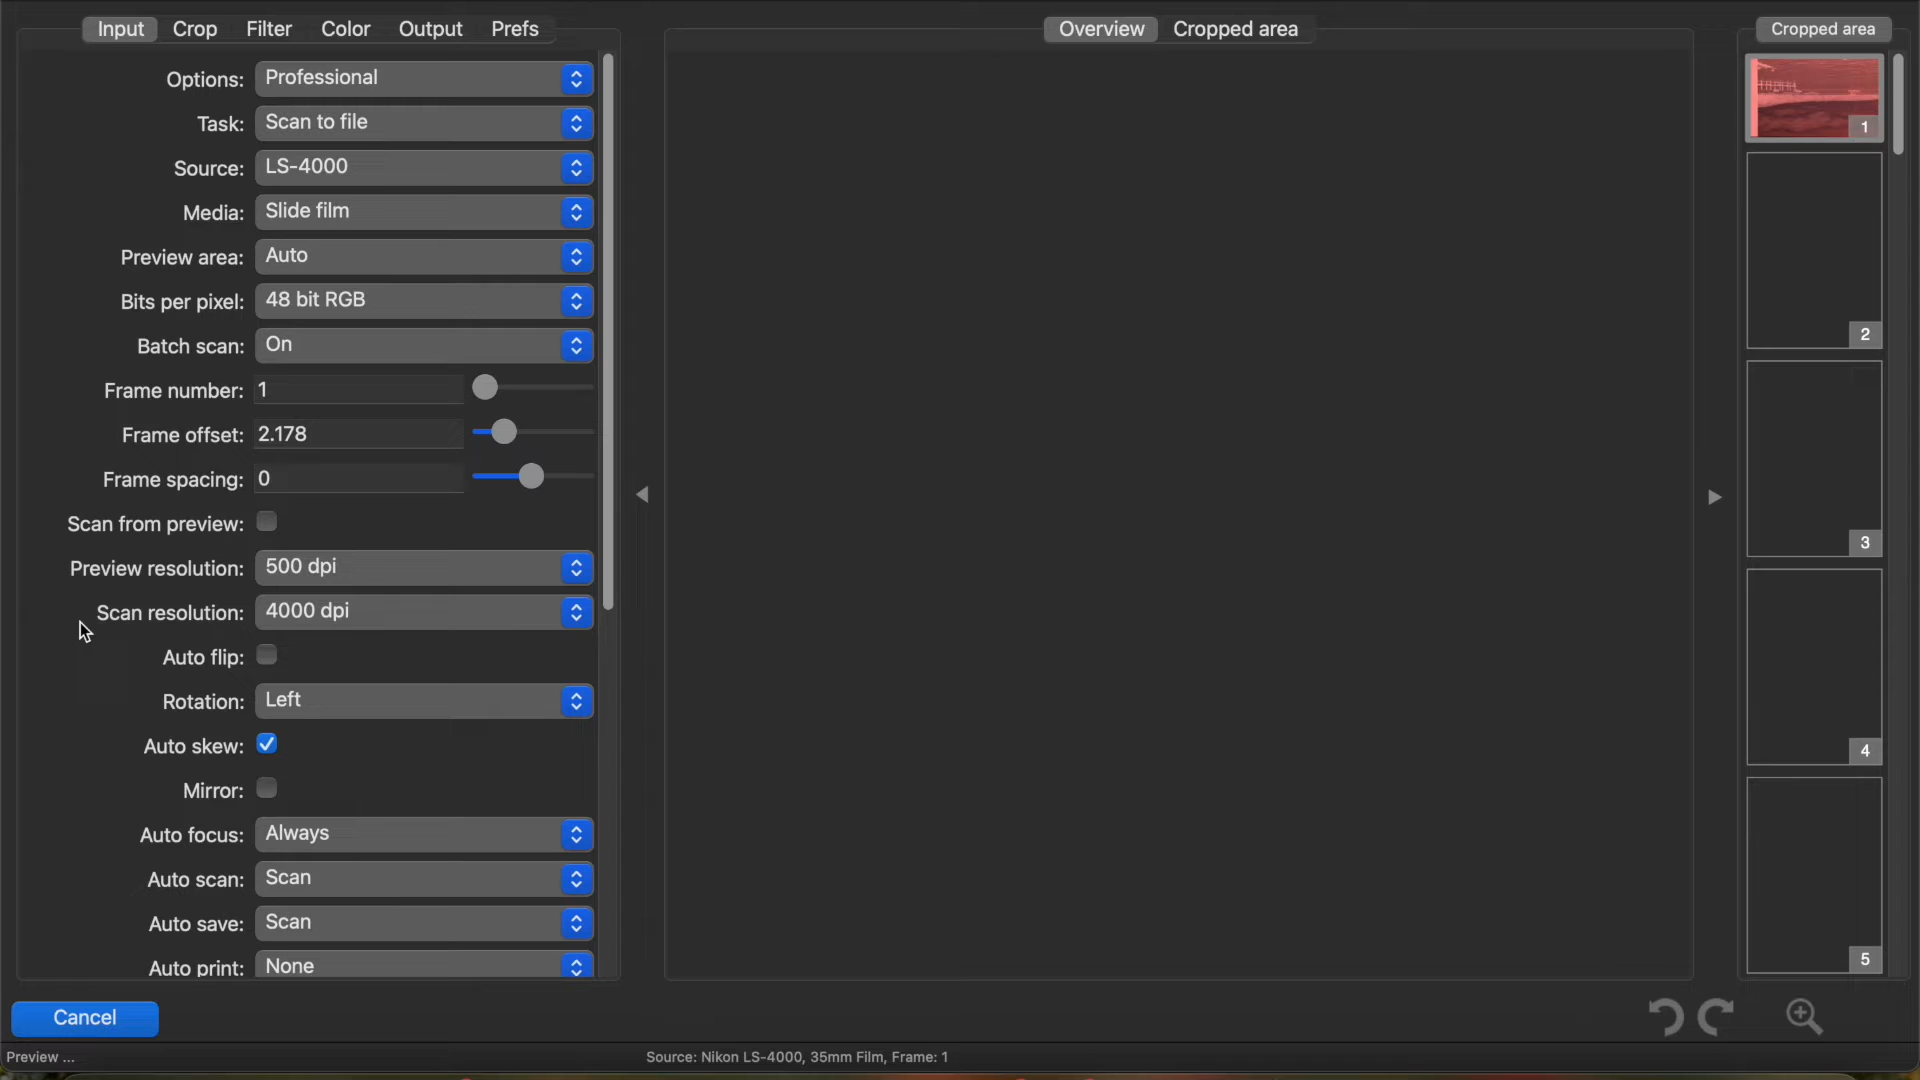 Input Crop Filter Color Output Prefs
Overview Cropped area
Cropped area
Options: Professional
Task: Scan to file
Source: LS-4000
Media: Slide film
Preview area: Auto
Bits per pixel: 48 bit RGB
Batch scan: On
Frame number: 1
Frame offset: 2.178
Frame spacing: 0
Scan from preview:
Preview resolution: 500 dpi
Scan resolution: 4000 dpi
Auto flip:
Rotation: Left
Auto skew:
Mirror:
Auto focus: Always
Auto scan: Scan
Auto save: Scan
Auto print: None
1
2
3
4
5
Cancel
Preview ...
Source: Nikon LS-4000, 35mm Film, Frame: 1